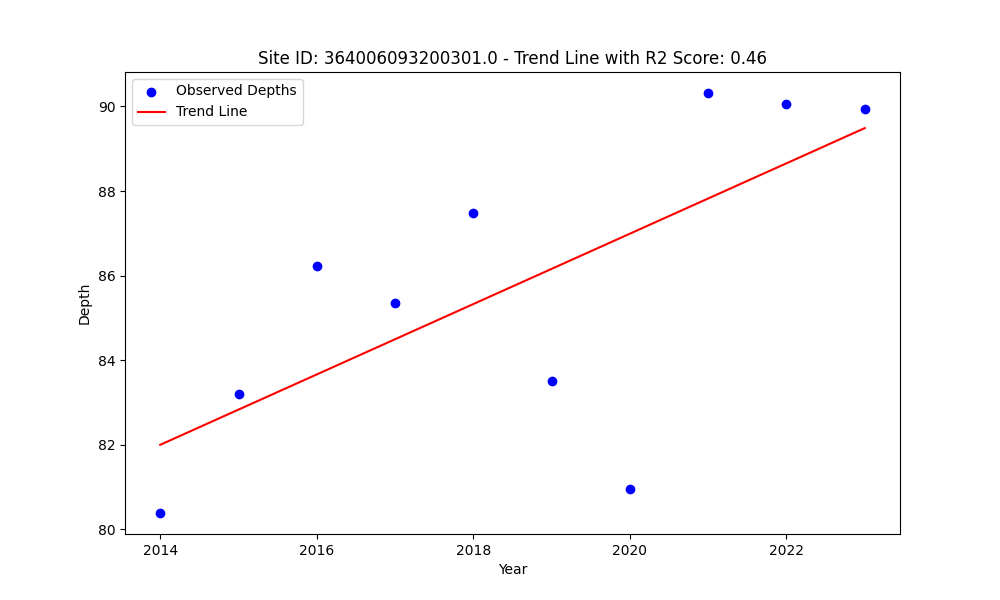 Site ID: 364006093200301.0 - Trend Line with R2 Score: 0.46
Observed Depths
Trend Line
90
88
86
84
82
80
Depth
2014
2016
2018
2020
2022
Year